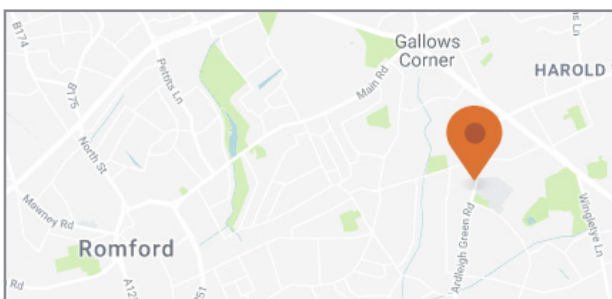 B174
B175
Pettits Ln
North St
Mawney Rd
Romford
Rd
Main Rd
Gallows
Corner
HAROLD
Ardleigh Green Rd
Wingletye Ln